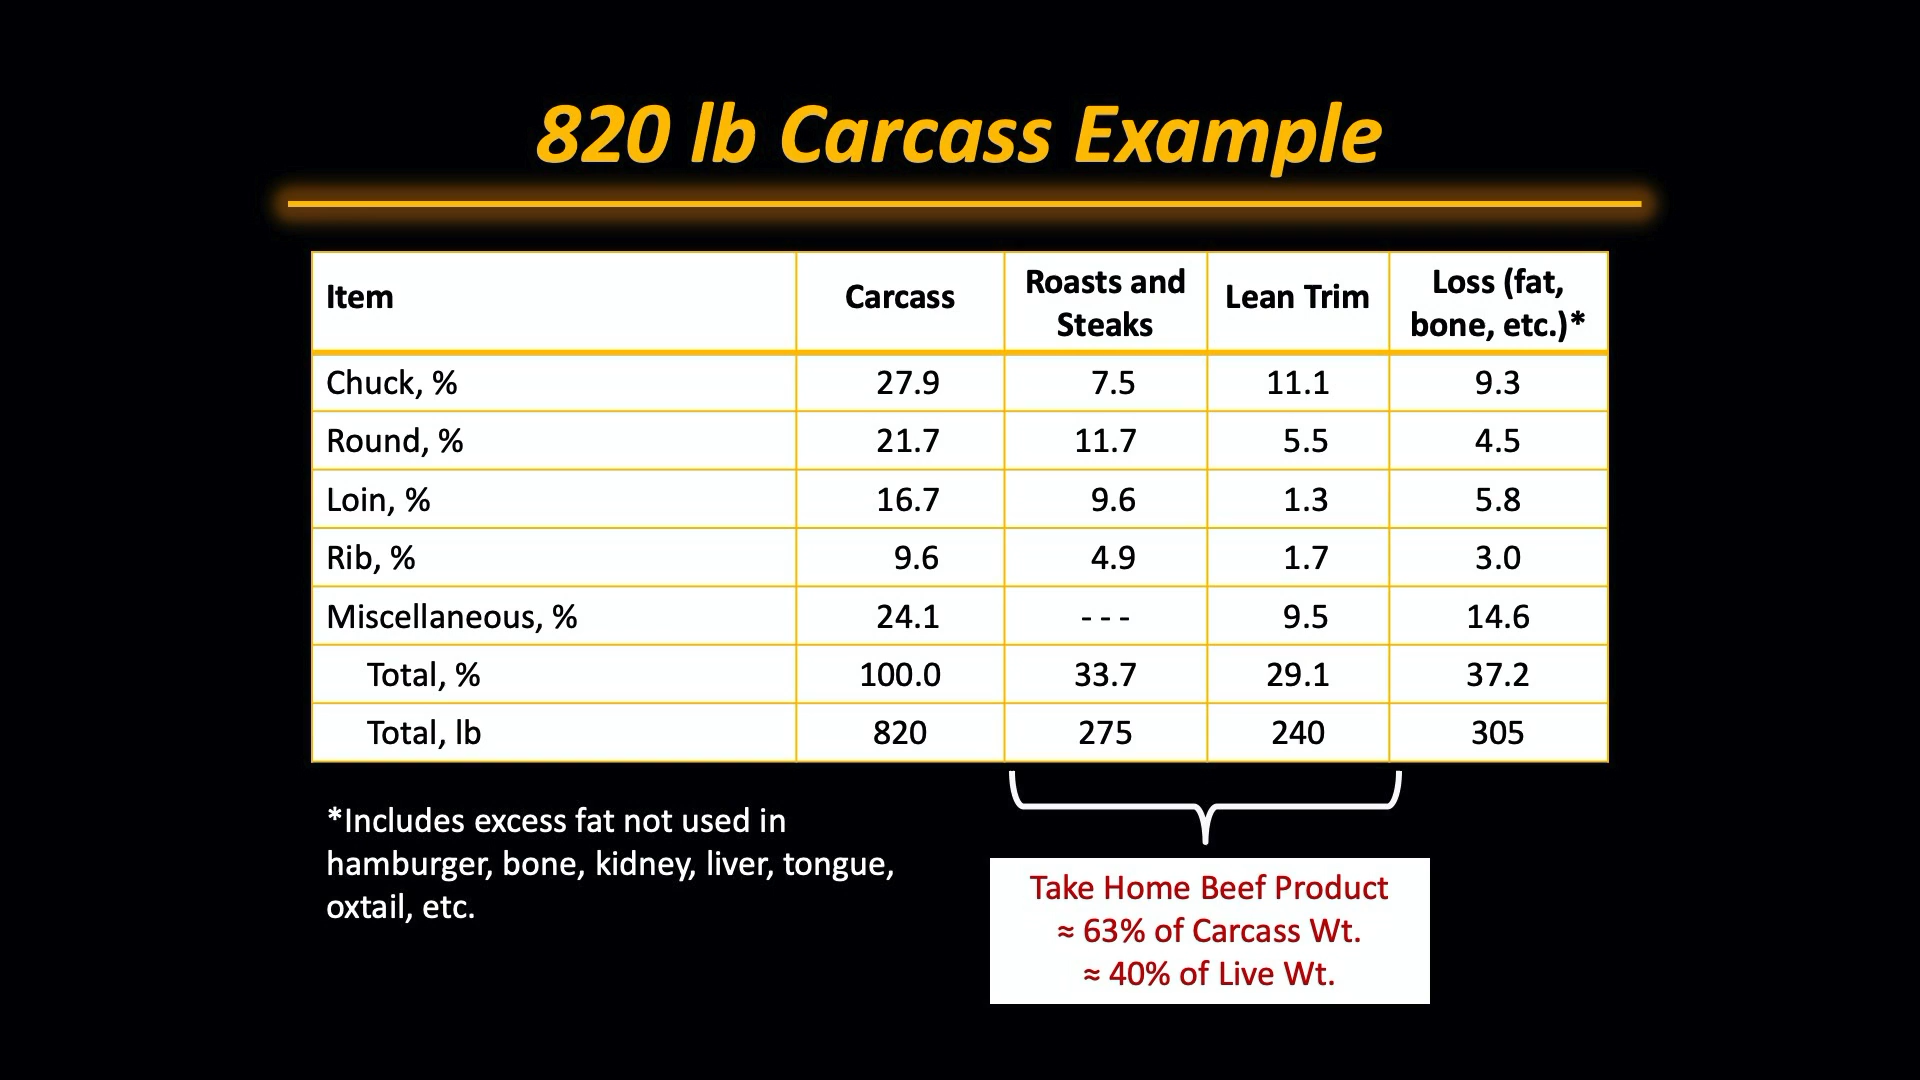 820 lb Carcass Example
Item Carcass Roasts and Steaks Lean Trim Loss (fat, bone, etc.)*
Chuck, % 27.9 7.5 11.1 9.3
Round, % 21.7 11.7 5.5 4.5
Loin, % 16.7 9.6 1.3 5.8
Rib, % 9.6 4.9 1.7 3.0
Miscellaneous, % 24.1 --- 9.5 14.6
Total, % 100.0 33.7 29.1 37.2
Total, lb 820 275 240 305
*Includes excess fat not used in
hamburger, bone, kidney, liver, tongue,
oxtail, etc.
Take Home Beef Product
≈ 63% of Carcass Wt.
≈ 40% of Live Wt.